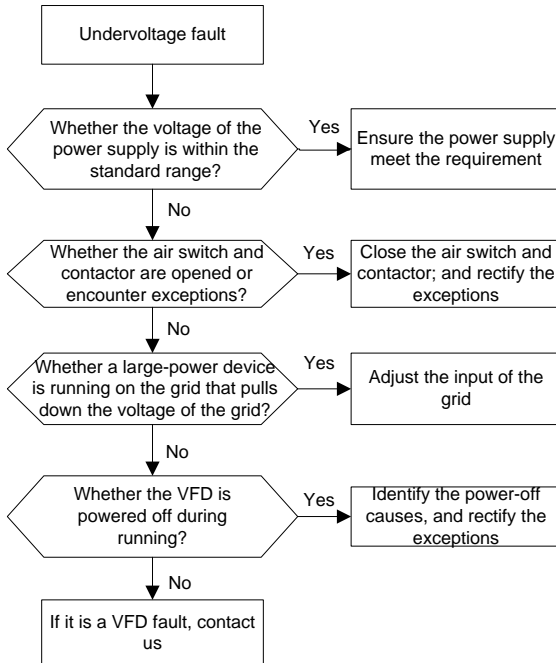 Undervoltage fault
Whether the voltage of the
power supply is within the
standard range?
Yes
Ensure the power supply
meet the requirement
No
Whether the air switch and
contactor are opened or
encounter exceptions?
Yes
Close the air switch and
contactor; and rectify the
exceptions
No
Whether a large-power device
is running on the grid that pulls
down the voltage of the grid?
Yes
Adjust the input of the
grid
No
Whether the VFD is
powered off during
running?
Yes
Identify the power-off
causes, and rectify the
exceptions
No
If it is a VFD fault, contact
us